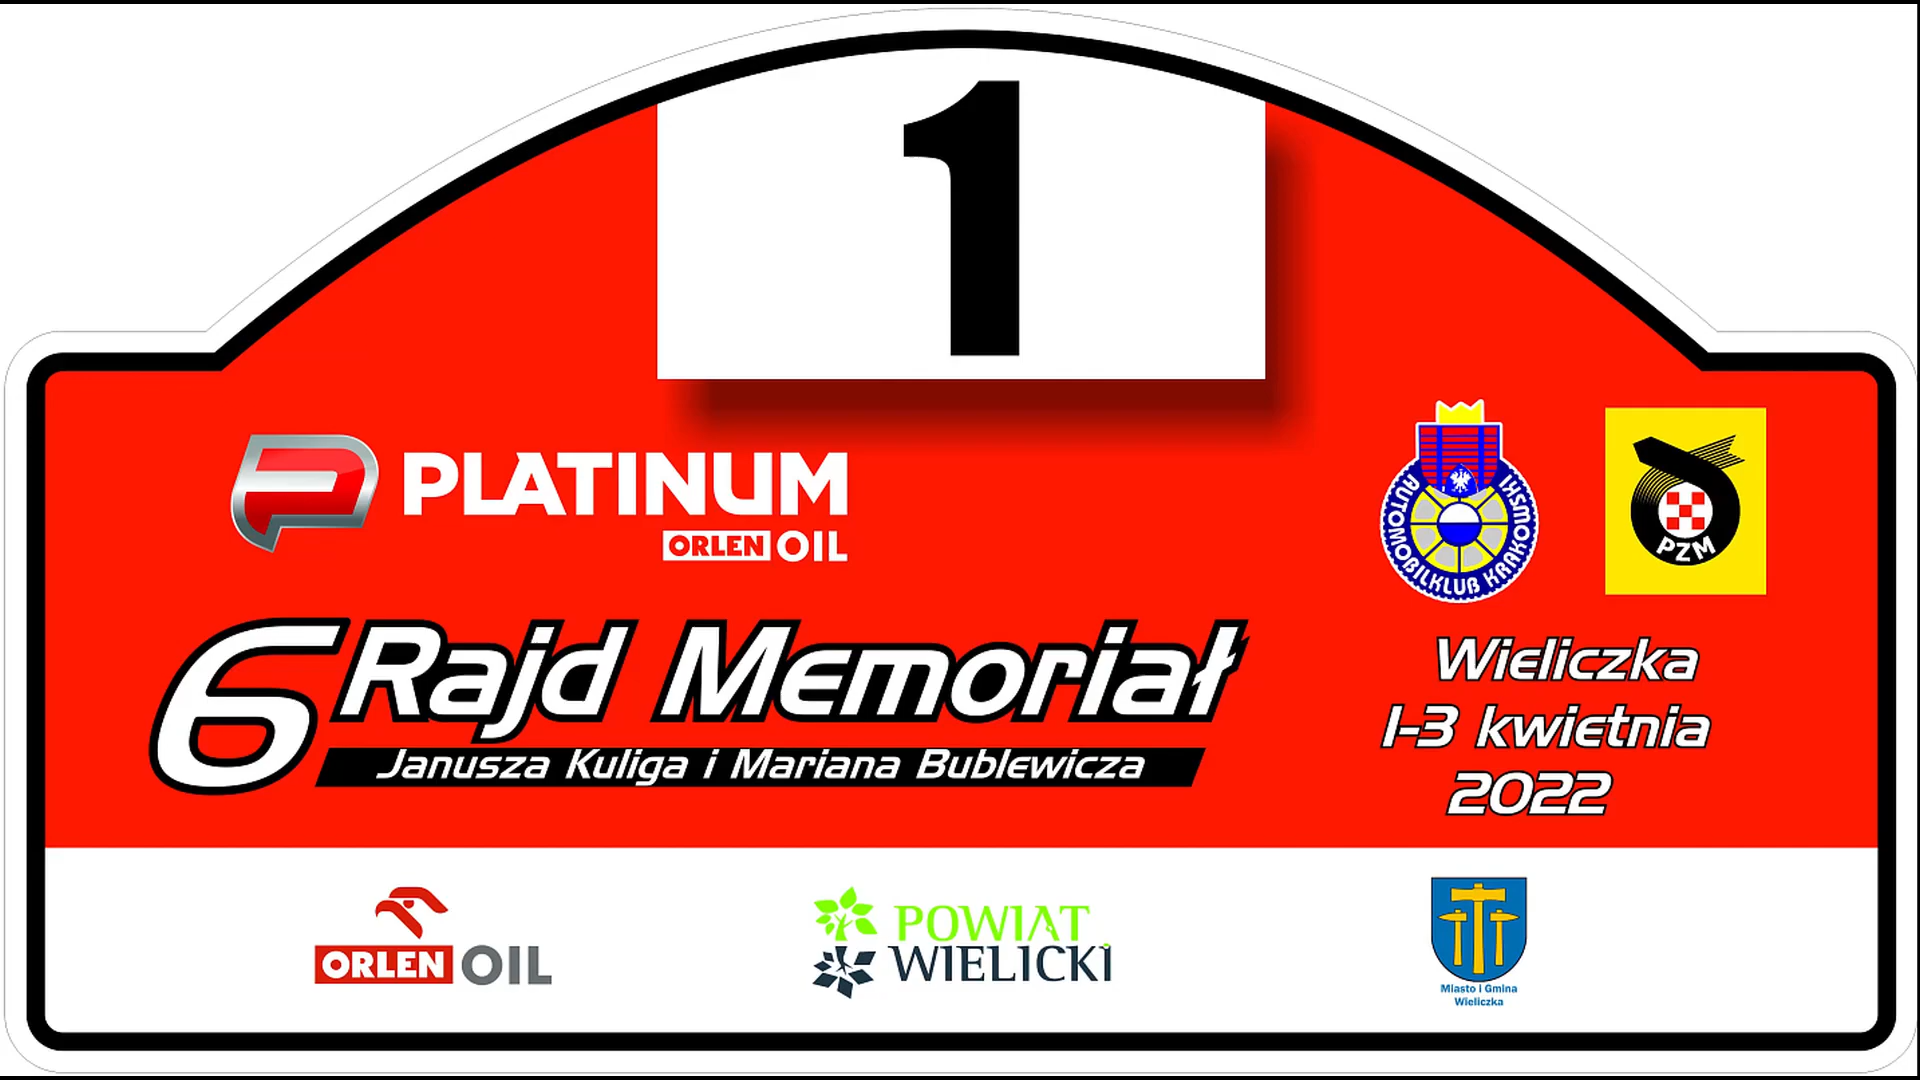 1
PLATINUM
ORLEN OIL
AUTOMOBILKLUB KRAKOWSKI
PZM
6 Rajd Memoriał
Janusza Kuliga i Mariana Bublewicza
Wieliczka
1-3 kwietnia
2022
ORLEN OIL
POWIAT
WIELICKI
Miasto i Gmina
Wieliczka